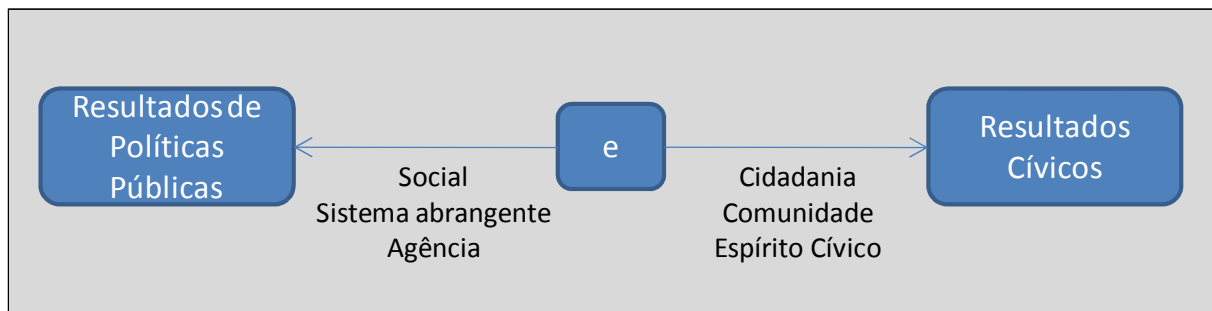 Resultados de
Políticas
Públicas
Social
Sistema abrangente
Agência
e
Cidadania
Comunidade
Espírito Cívico
Resultados
Cívicos